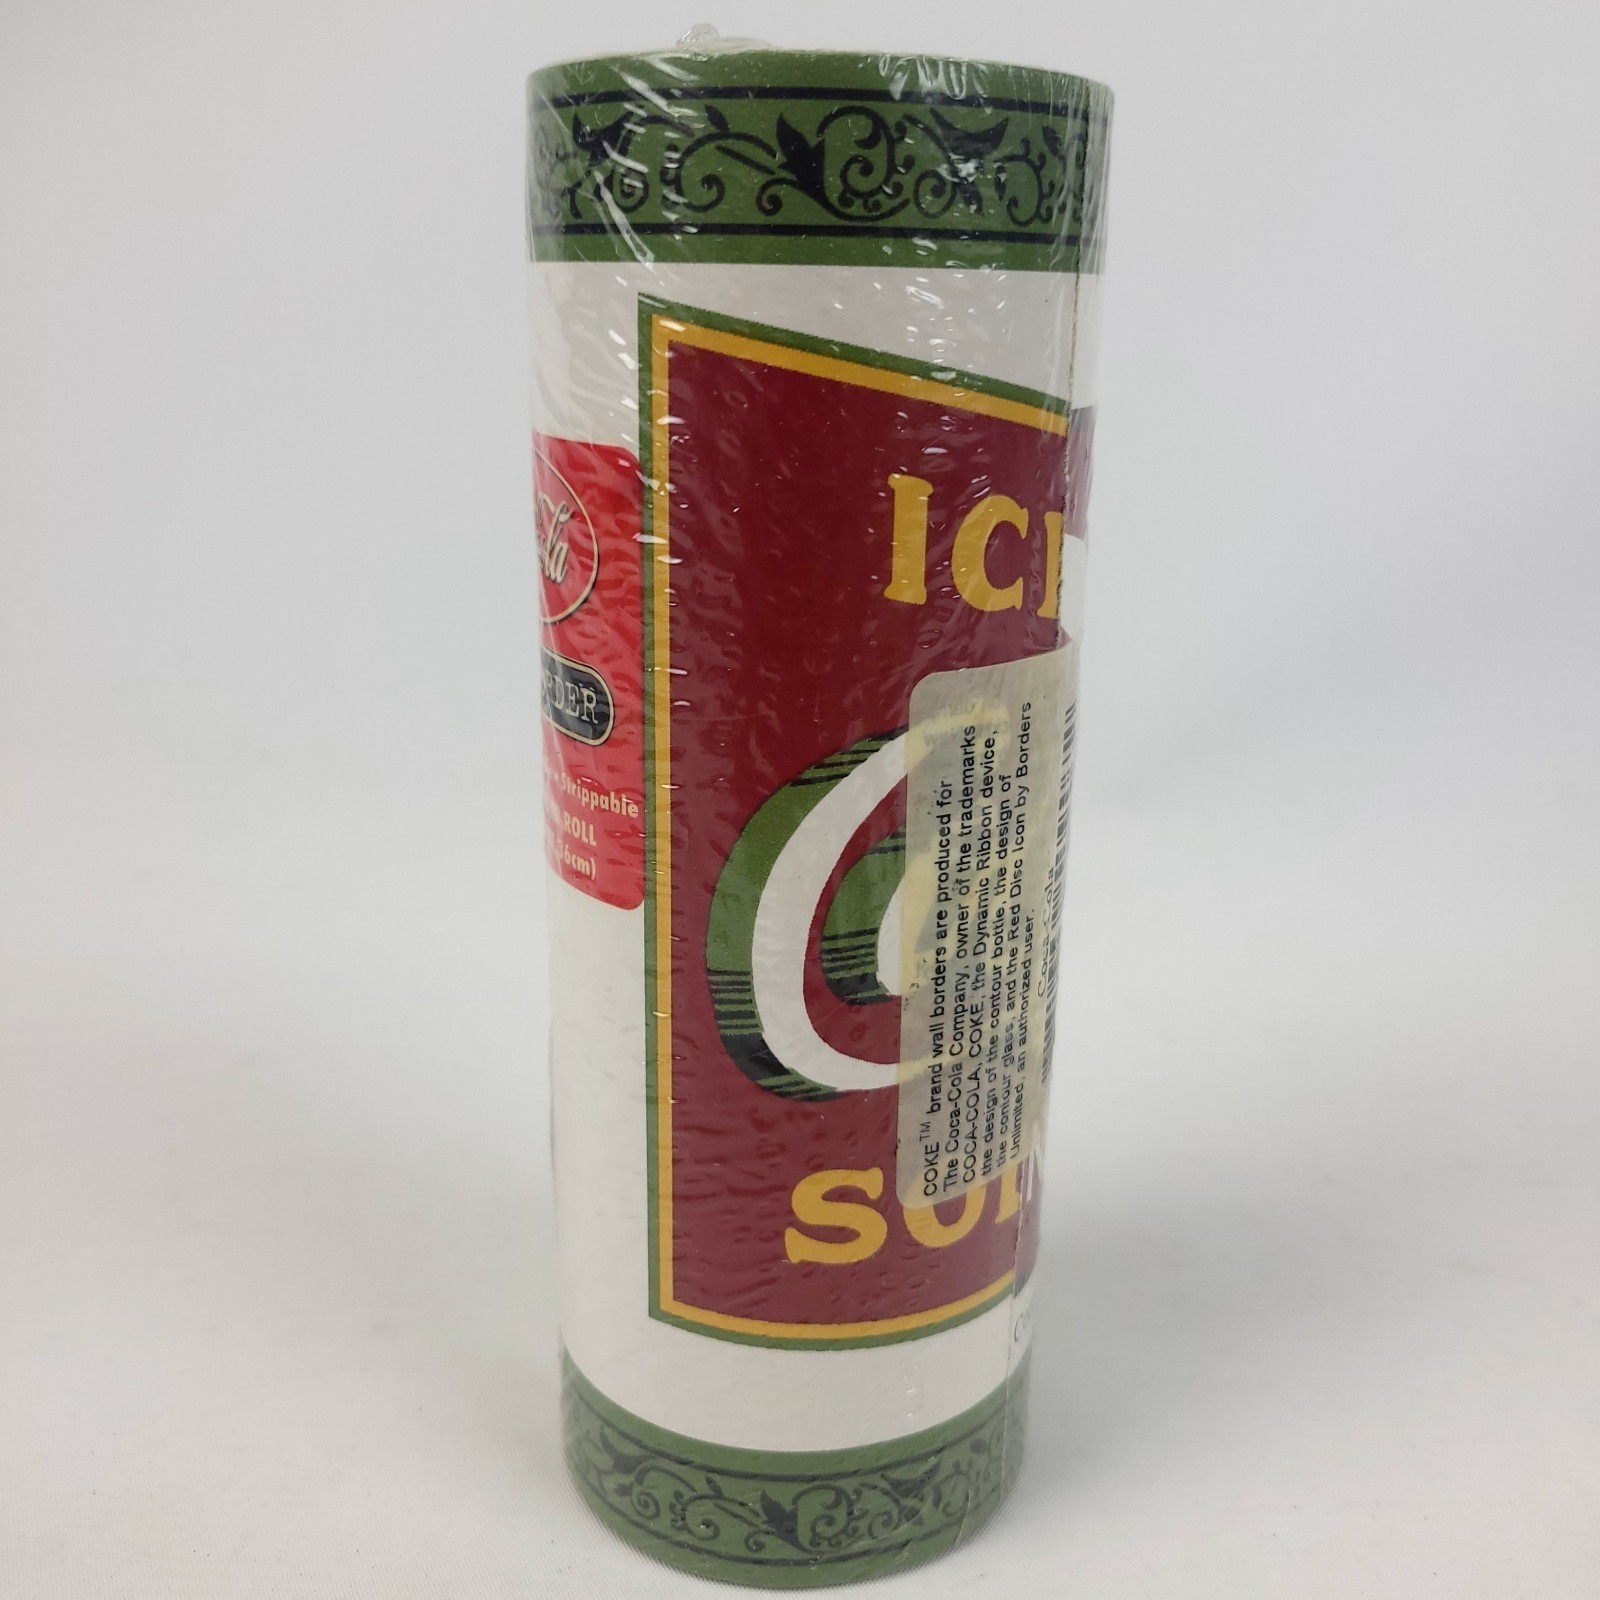 ICE
Strippable
ROLL
COKE™ brand wall borders are produced for
The Coca-Cola Company, owner of the trademarks
COCA-COLA, COKE, the Dynamic Ribbon device,
the design of the contour bottle, the design of
the contour glass, and the Red Disc Icon by Borders
Unlimited, an authorized user.
Coca-Cola